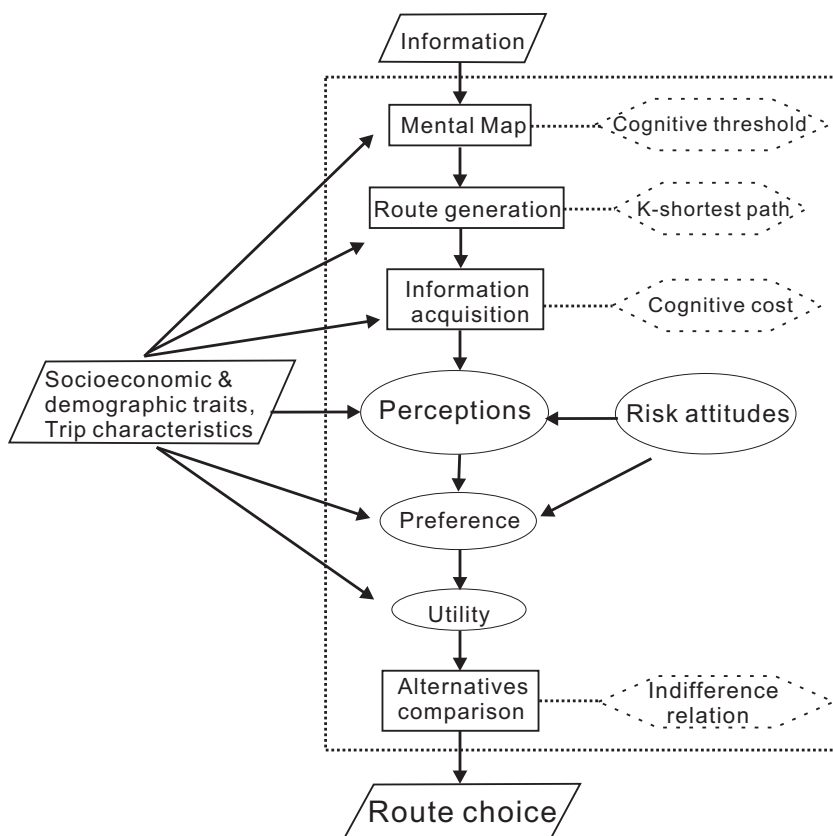 Information
Mental Map
Cognitive threshold
Route generation
K-shortest path
Information
acquisition
Cognitive cost
Socioeconomic &
demographic traits,
Trip characteristics
Perceptions
Risk attitudes
Preference
Utility
Alternatives
comparison
Indifference
relation
Route choice